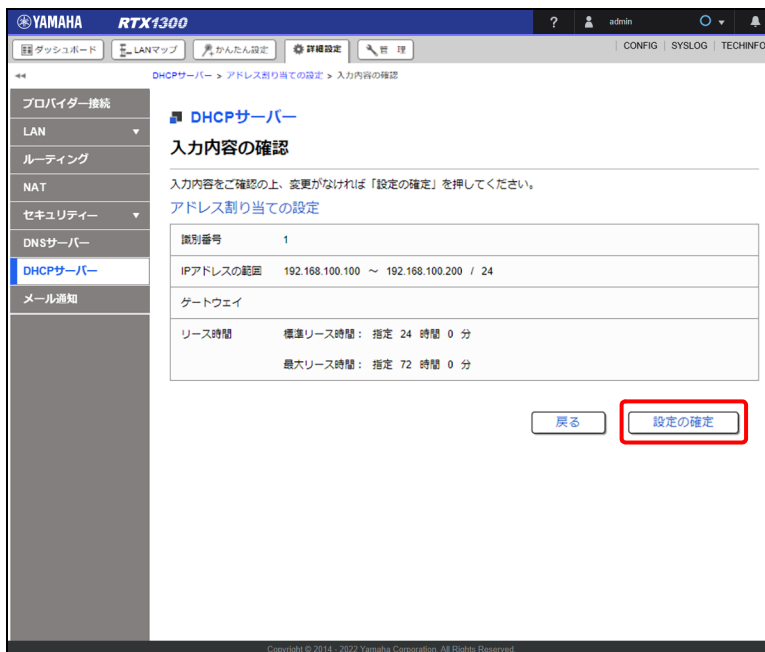 YAMAHA RTX1300 ? admin
ダッシュボード LANマップ かんたん設定 詳細設定 管 理 CONFIG SYSLOG TECHINFO
DHCPサーバー > アドレス割り当ての設定 > 入力内容の確認
プロバイダー接続
LAN
ルーティング
NAT
セキュリティー
DNSサーバー
DHCPサーバー
メール通知
DHCPサーバー
入力内容の確認
入力内容をご確認の上、変更がなければ「設定の確定」を押してください。
アドレス割り当ての設定
識別番号 1
IPアドレスの範囲 192.168.100.100 ～ 192.168.100.200 / 24
ゲートウェイ
リース時間 標準リース時間： 指定 24 時間 0 分
最大リース時間： 指定 72 時間 0 分
戻る 設定の確定
Copyright © 2014 - 2022 Yamaha Corporation. All Rights Reserved.